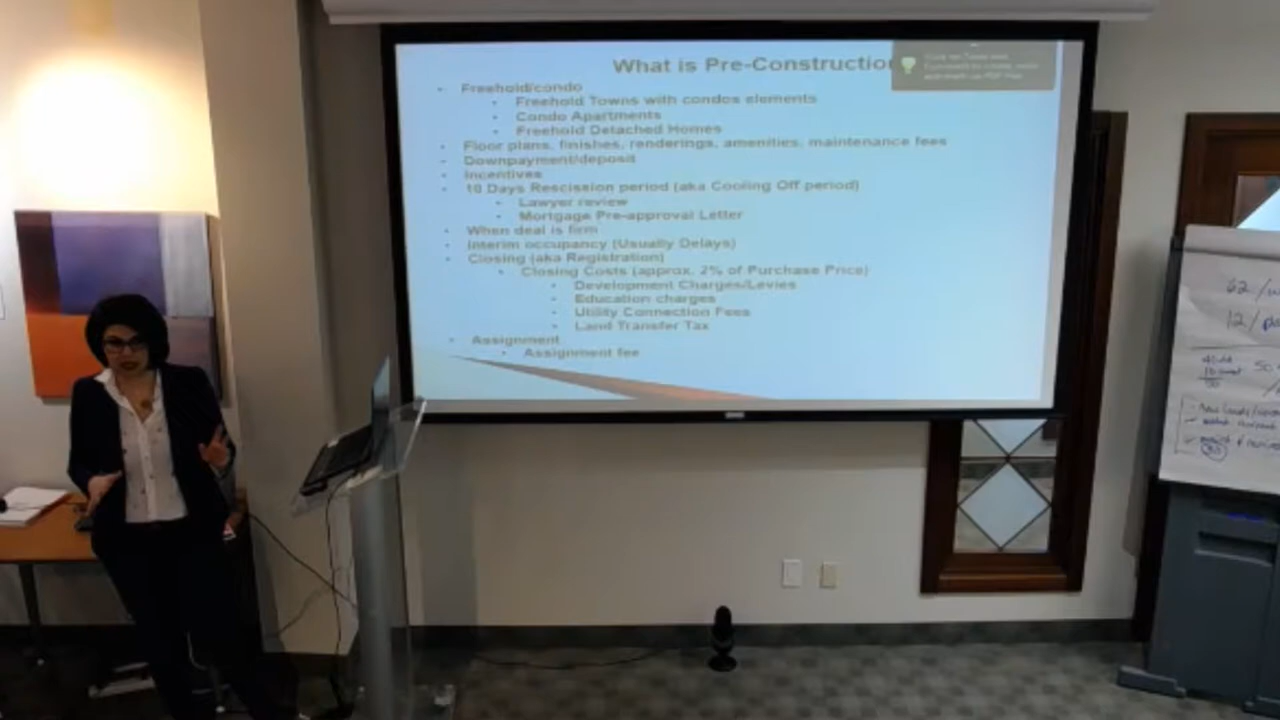 What is Pre-Constructio
Freehold/condo
Freehold Towns with condos elements
Condo Apartments
Freehold Detached Homes
Floor plans, finishes, renderings, amenities, maintenance fees
Downpayment/deposit
Incentives
10 Days Rescission period (aka Cooling Off period)
Lawyer review
Mortgage Pre-approval Letter
When deal is firm
Interim occupancy (Usually Delays)
Closing (aka Registration)
Closing Costs (approx. 2% of Purchase Price)
Development Charges/Levies
Education charges
Utility Connection Fees
Land Transfer Tax
Assignment
Assignment fee
62/
12/